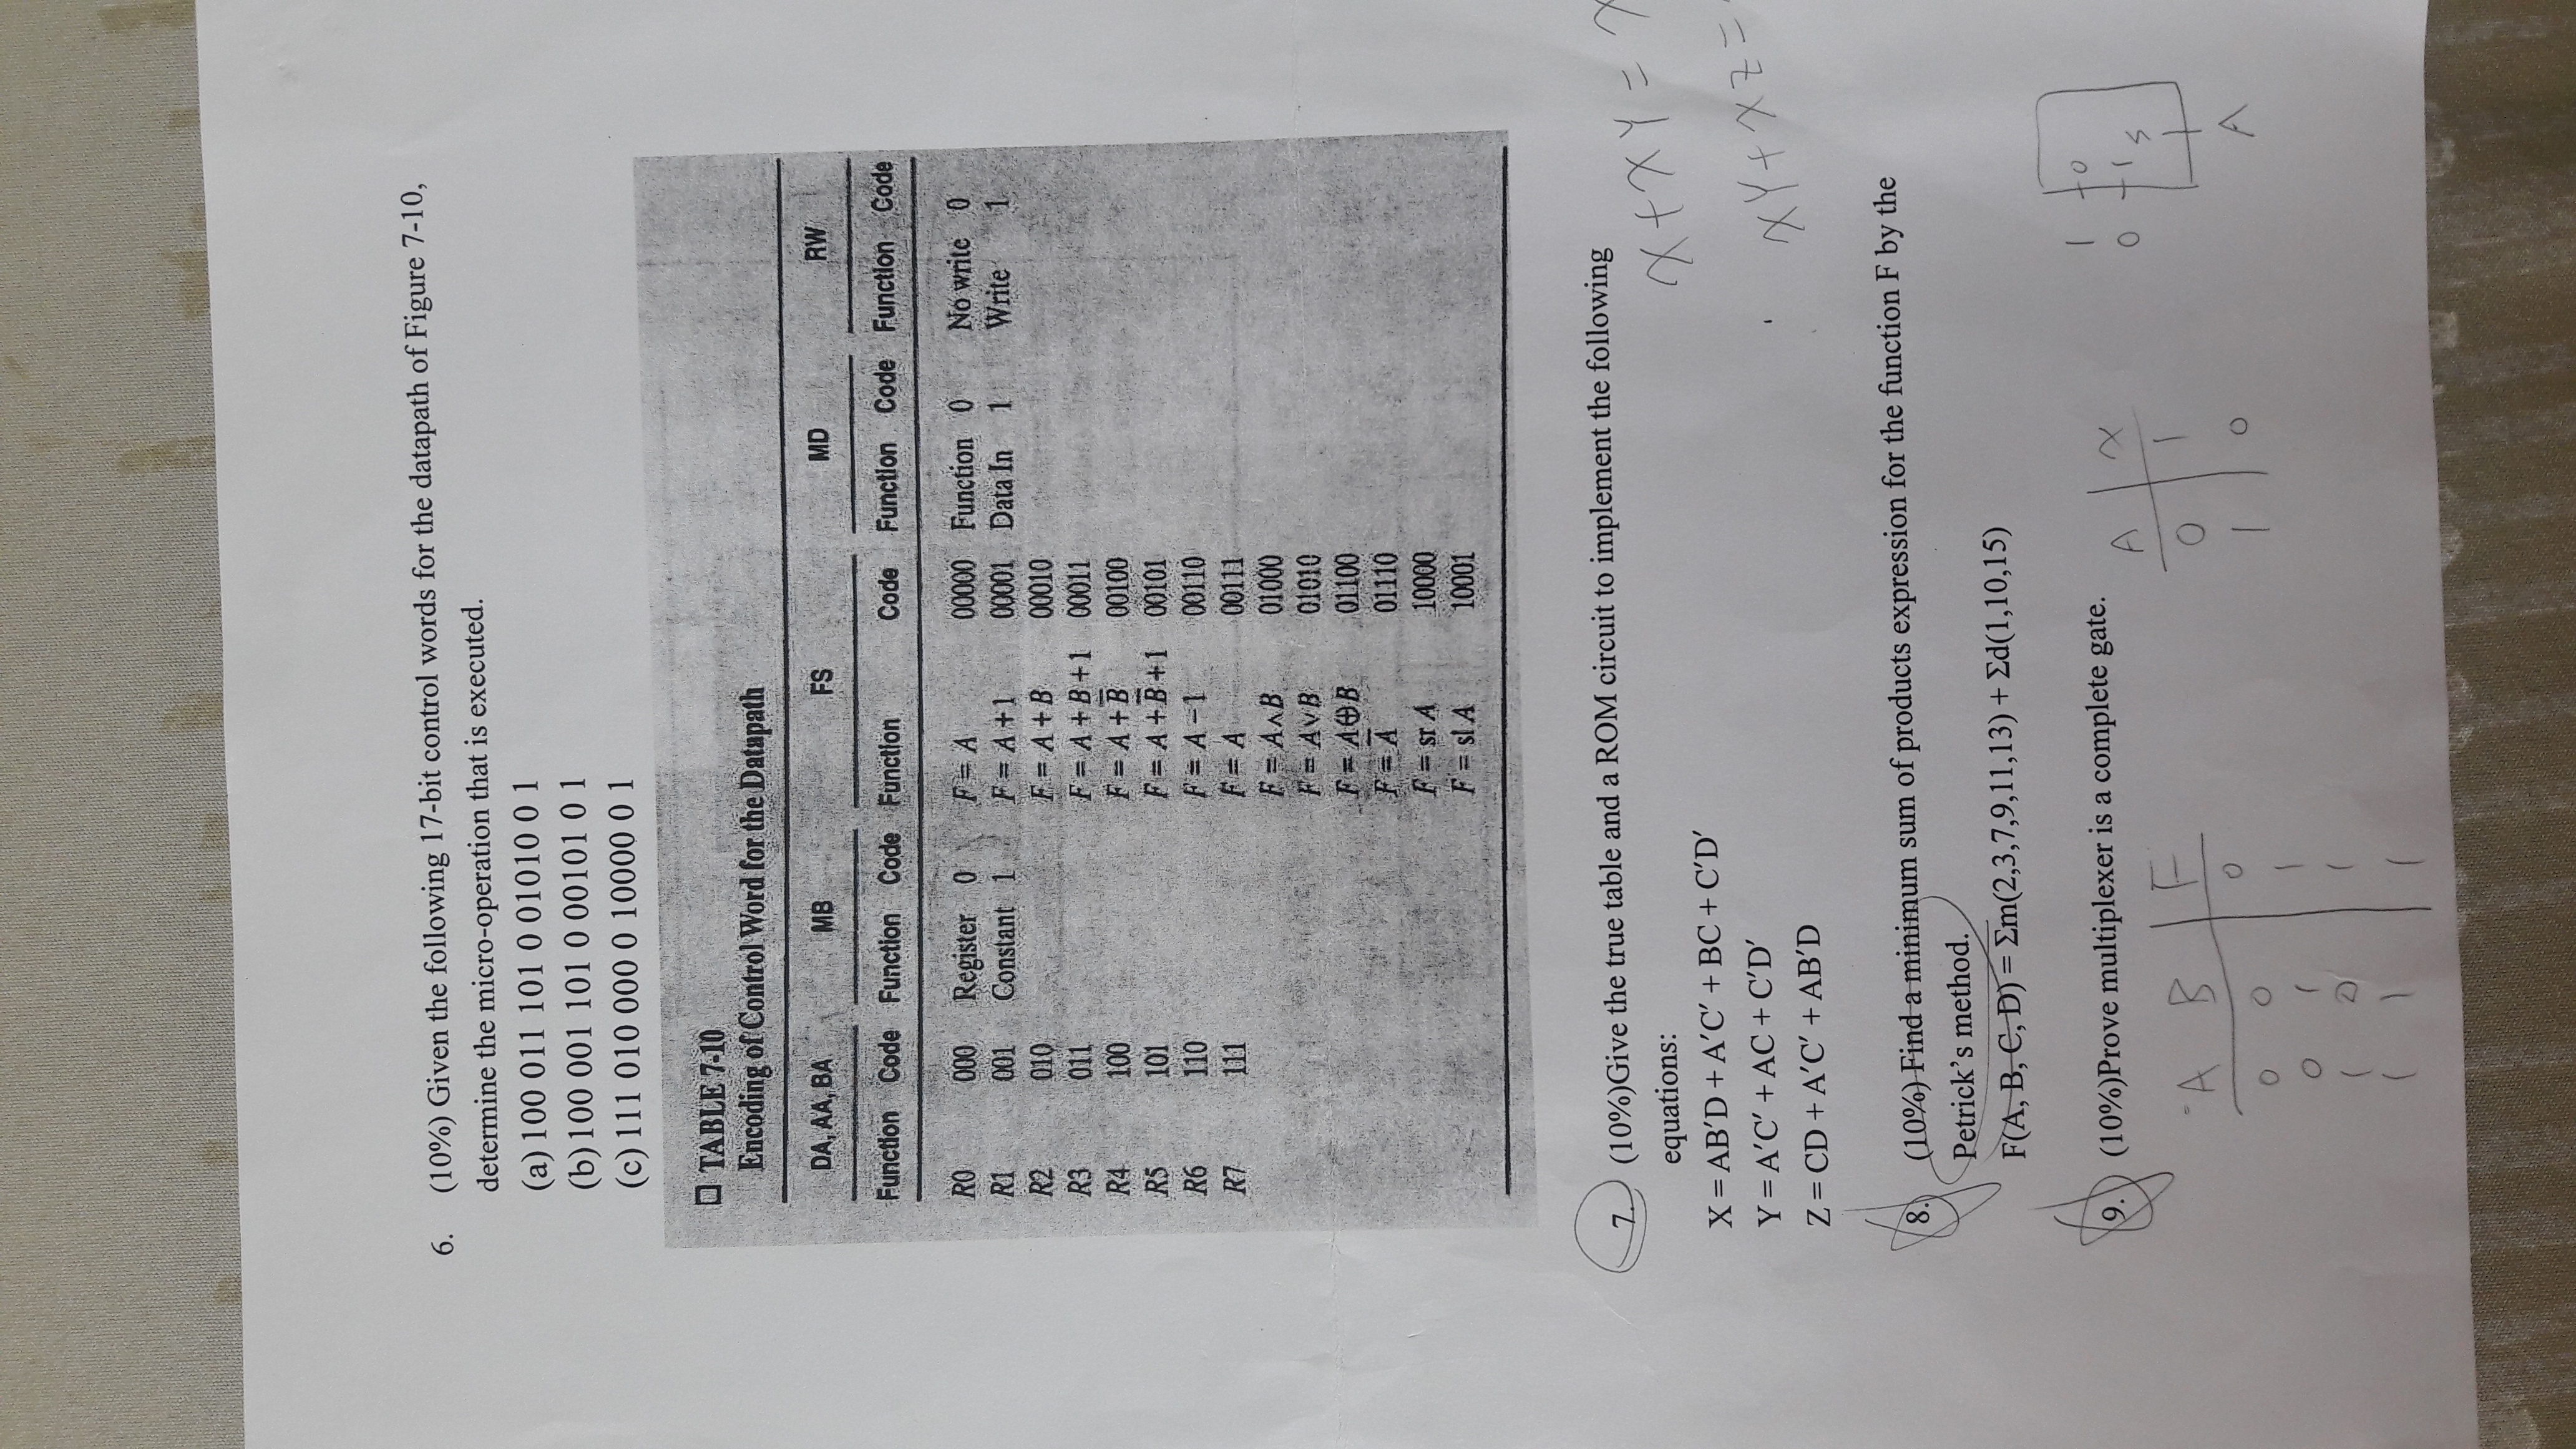 6. (10%) Given the following 17-bit control words for the datapath of Figure 7-10,
determine the micro-operation that is executed.
(a) 100 011 101 0 01010 0 1
(b) 100 001 101 0 00101 0 1
(c) 111 010 000 0 10000 0 1
TABLE 7-10
Encoding of Control Word for the Datapath
DA, AA, BA MB FS MD RW
Function Code Function Code Function Code Function Code Function Code
R0 000 Register 0 F = A 00000 Function 0 No write 0
R1 001 Constant 1 F = A + 1 00001 Data In 1 Write 1
R2 010 F = A + B 00010
R3 011 F = A + B + 1 00011
R4 100 F = A + B̅ 00100
R5 101 F = A + B̅ + 1 00101
R6 110 F = A − 1 00110
R7 111 F = A 00111
F = A∧B 01000
F = A∨B 01010
F = A⊕B 01100
F = A̅ 01110
F = sr A 10000
F = sl A 10001
7. (10%)Give the true table and a ROM circuit to implement the following
equations:
X = AB′D + A′C′ + BC + C′D′
Y = A′C′ + AC + C′D′
Z = CD + A′C′ + AB′D
X+XY=X
XY+XZ=
8. (10%) Find a minimum sum of products expression for the function F by the
Petrick's method.
F(A, B, C, D) = Σm(2,3,7,9,11,13) + Σd(1,10,15)
9. (10%)Prove multiplexer is a complete gate.
A B F
0 0 0
0 1 1
1 0 1
1 1 1
A X
0 1
1 0
1 0
0 1 S
A